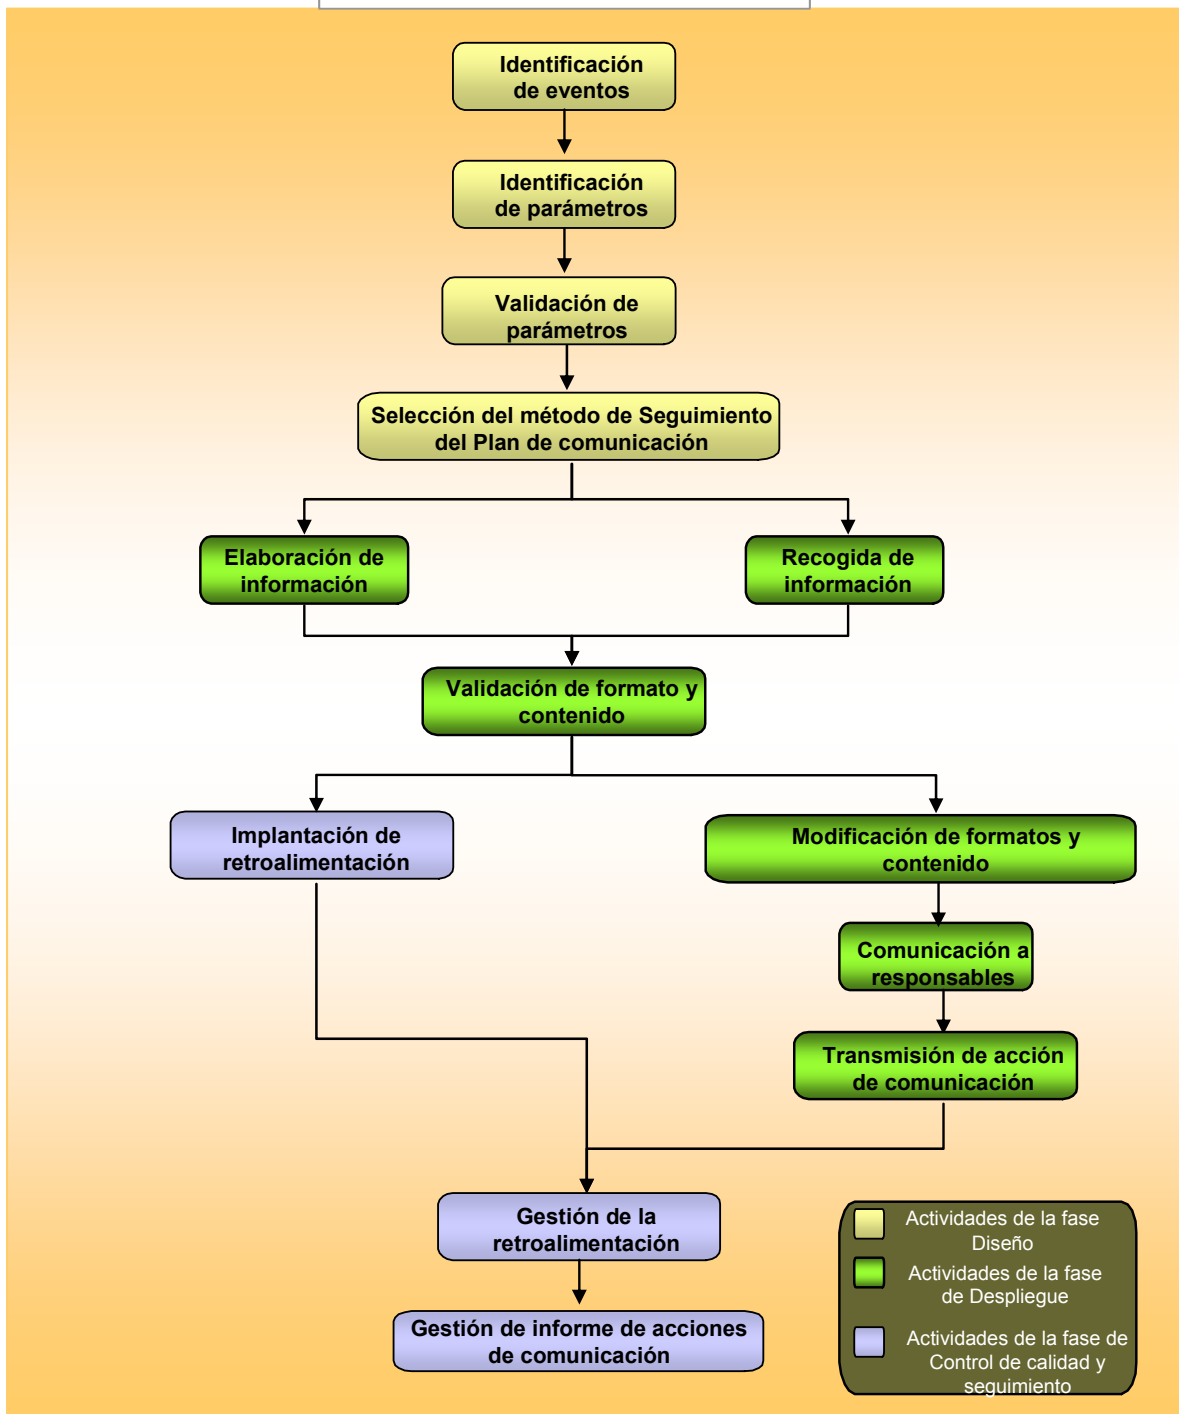 Identificación
de eventos
Identificación
de parámetros
Validación de
parámetros
Selección del método de Seguimiento
del Plan de comunicación
Elaboración de
información
Recogida de
información
Validación de formato y
contenido
Implantación de
retroalimentación
Modificación de formatos y
contenido
Comunicación a
responsables
Transmisión de acción
de comunicación
Gestión de la
retroalimentación
Gestión de informe de acciones
de comunicación
Actividades de la fase
Diseño
Actividades de la fase
de Despliegue
Actividades de la fase de
Control de calidad y
seguimiento